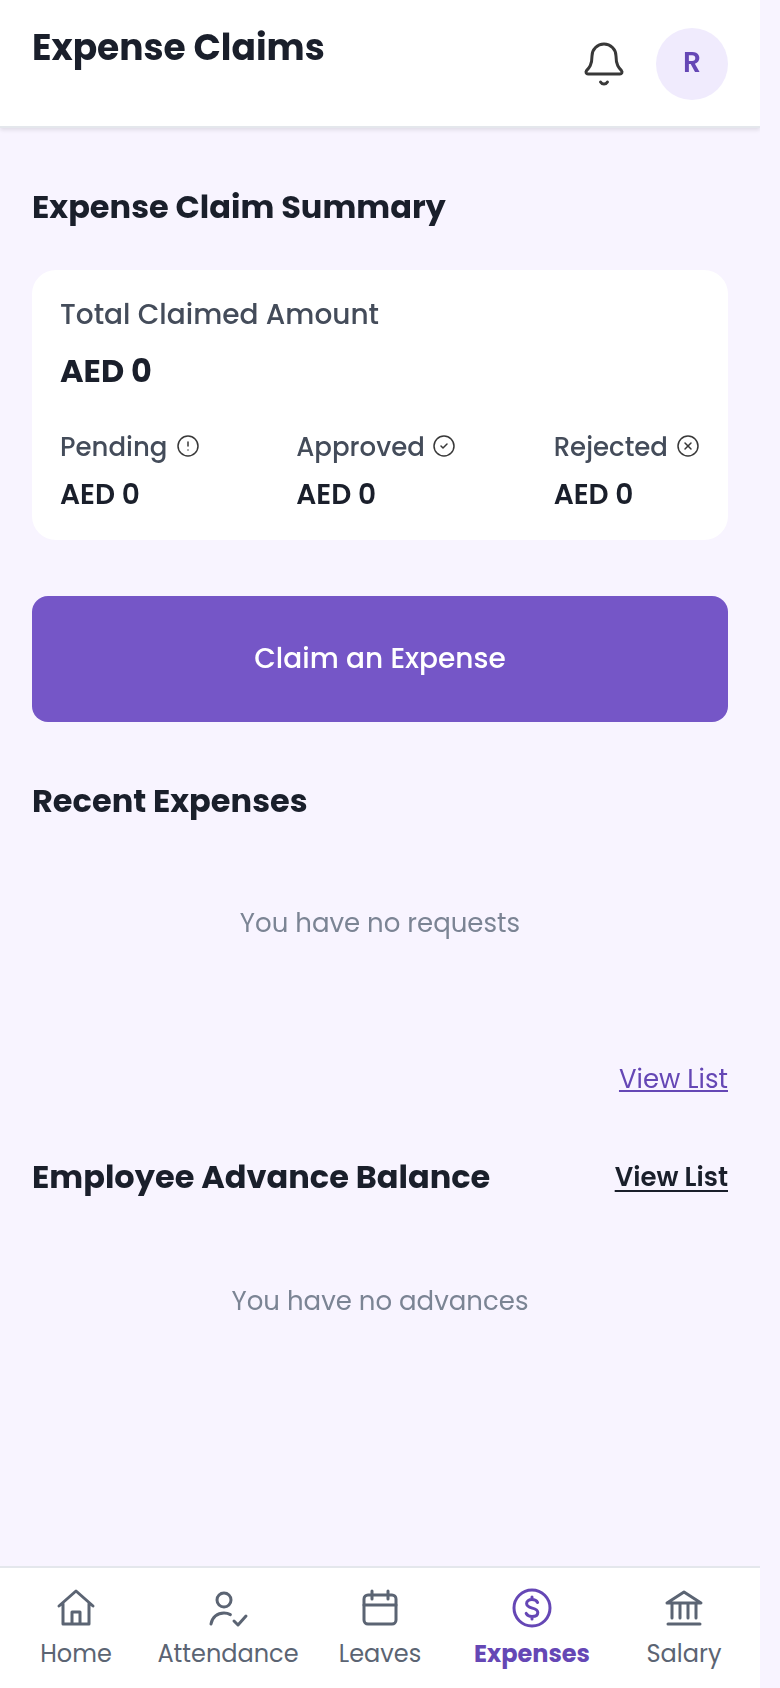 Expense Claims
R
Expense Claim Summary
Total Claimed Amount
AED 0
Pending Approved Rejected
AED 0 AED 0 AED 0
Claim an Expense
Recent Expenses
You have no requests
View List
Employee Advance Balance View List
You have no advances
Home Attendance Leaves Expenses Salary